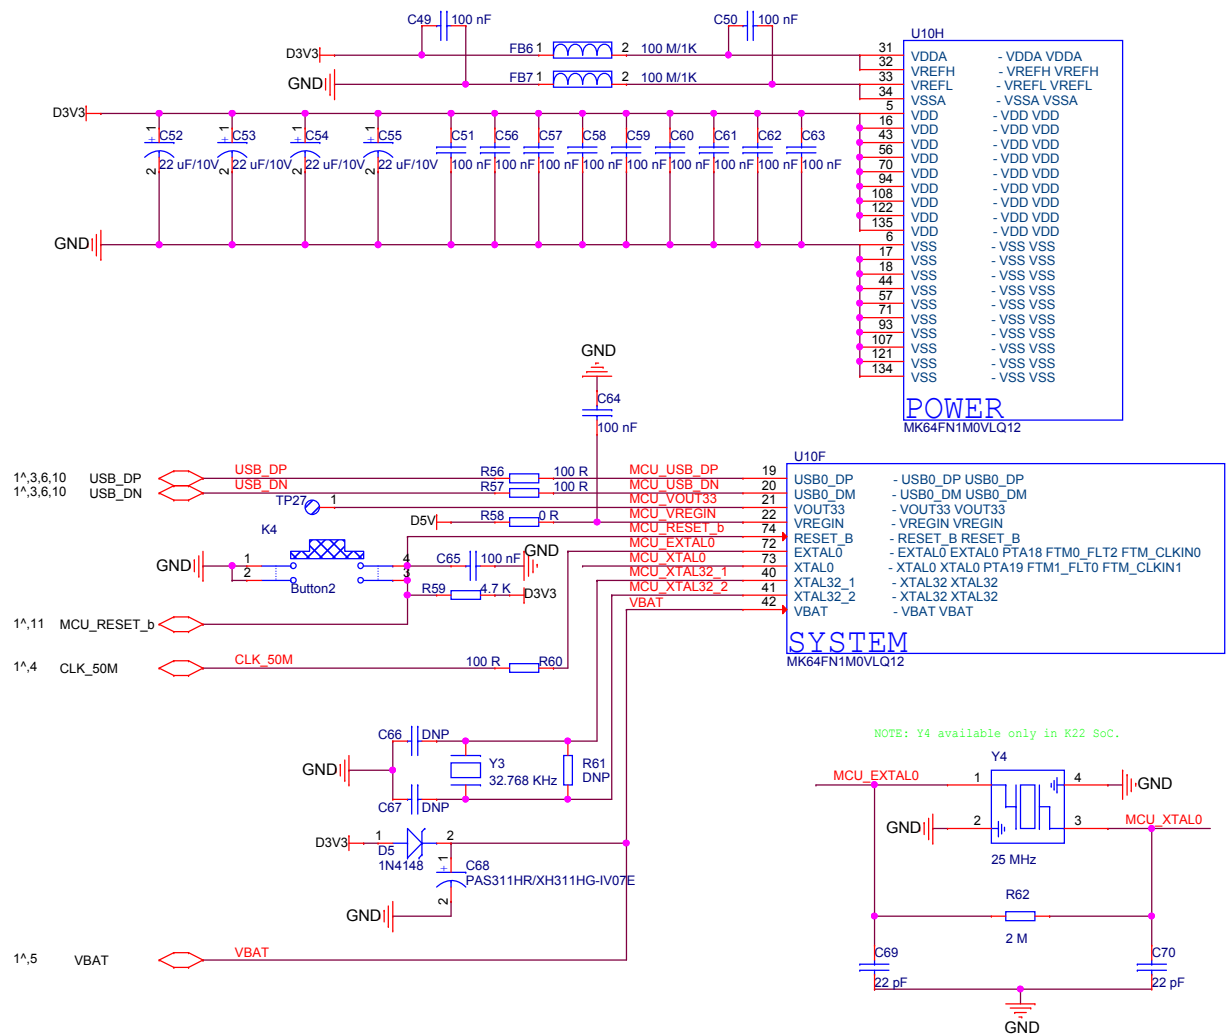 C49 100 nF C50 100 nF U10H
D3V3 FB6 1 2 100 M/1K 31 VDDA - VDDA VDDA
32 VREFH - VREFH VREFH
GND FB7 1 2 100 M/1K 33 VREFL - VREFL VREFL
34 VSSA - VSSA VSSA
D3V3 5 VDD - VDD VDD
16 VDD - VDD VDD
43 VDD - VDD VDD
56 VDD - VDD VDD
70 VDD - VDD VDD
94 VDD - VDD VDD
108 VDD - VDD VDD
122 VDD - VDD VDD
135 VDD - VDD VDD
1 + C52 1 + C53 1 + C54 1 + C55 C51 C56 C57 C58 C59 C60 C61 C62 C63
2 22 uF/10V 2 22 uF/10V 2 22 uF/10V 2 22 uF/10V 100 nF 100 nF 100 nF 100 nF 100 nF 100 nF 100 nF 100 nF 100 nF
GND 6 VSS - VSS VSS
17 VSS - VSS VSS
18 VSS - VSS VSS
44 VSS - VSS VSS
57 VSS - VSS VSS
71 VSS - VSS VSS
93 VSS - VSS VSS
107 VSS - VSS VSS
121 VSS - VSS VSS
134 VSS - VSS VSS
POWER
MK64FN1M0VLQ12
GND
C64
100 nF
U10F
1^,3,6,10 USB_DP USB_DP R56 100 R MCU_USB_DP 19 USB0_DP - USB0_DP USB0_DP
1^,3,6,10 USB_DN USB_DN R57 100 R MCU_USB_DN 20 USB0_DM - USB0_DM USB0_DM
TP27 1 MCU_VOUT33 21 VOUT33 - VOUT33 VOUT33
D5V R58 0 R MCU_VREGIN 22 VREGIN - VREGIN VREGIN
MCU_RESET_b 74 RESET_B - RESET_B RESET_B
MCU_EXTAL0 72 EXTAL0 - EXTAL0 EXTAL0 PTA18 FTM0_FLT2 FTM_CLKIN0
MCU_XTAL0 73 XTAL0 - XTAL0 XTAL0 PTA19 FTM1_FLT0 FTM_CLKIN1
MCU_XTAL32_1 40 XTAL32_1 - XTAL32 XTAL32
MCU_XTAL32_2 41 XTAL32_2 - XTAL32 XTAL32
VBAT 42 VBAT - VBAT VBAT
SYSTEM
MK64FN1M0VLQ12
K4
GND 1 2 4 3 C65 100 nF GND
Button2 R59 4.7 K D3V3
1^,11 MCU_RESET_b
1^,4 CLK_50M CLK_50M 100 R R60
C66 DNP
GND Y3 32.768 KHz R61 DNP
C67 DNP
D3V3 1 2
D5
1N4148
1 + C68
PAS311HR/XH311HG-IV07E
2
GND
1^,5 VBAT VBAT
NOTE: Y4 available only in K22 SoC.
Y4
MCU_EXTAL0 1 4 GND
GND 2 3 MCU_XTAL0
25 MHz
R62
2 M
C69 C70
22 pF 22 pF
GND